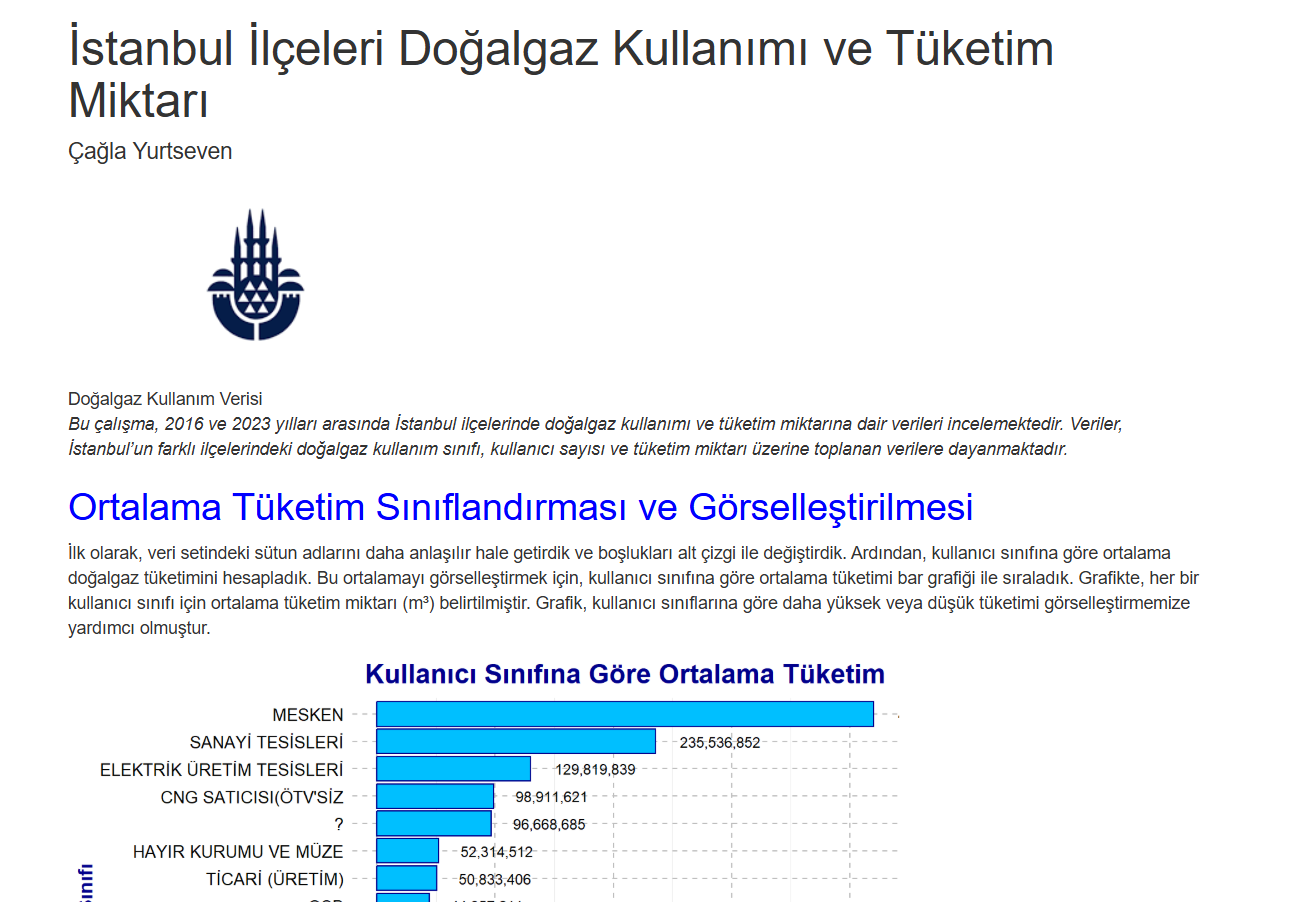 İstanbul İlçeleri Doğalgaz Kullanımı ve Tüketim
Miktarı
Çağla Yurtseven
Doğalgaz Kullanım Verisi
Bu çalışma, 2016 ve 2023 yılları arasında İstanbul ilçelerinde doğalgaz kullanımı ve tüketim miktarına dair verileri incelemektedir. Veriler,
İstanbul’un farklı ilçelerindeki doğalgaz kullanım sınıfı, kullanıcı sayısı ve tüketim miktarı üzerine toplanan verilere dayanmaktadır.
Ortalama Tüketim Sınıflandırması ve Görselleştirilmesi
İlk olarak, veri setindeki sütun adlarını daha anlaşılır hale getirdik ve boşlukları alt çizgi ile değiştirdik. Ardından, kullanıcı sınıfına göre ortalama
doğalgaz tüketimini hesapladık. Bu ortalamayı görselleştirmek için, kullanıcı sınıfına göre ortalama tüketimi bar grafiği ile sıraladık. Grafikte, her bir
kullanıcı sınıfı için ortalama tüketim miktarı (m³) belirtilmiştir. Grafik, kullanıcı sınıflarına göre daha yüksek veya düşük tüketimi görselleştirmemize
yardımcı olmuştur.
Kullanıcı Sınıfına Göre Ortalama Tüketim
MESKEN
SANAYİ TESİSLERİ 235,536,852
ELEKTRİK ÜRETİM TESİSLERİ 129,819,839
CNG SATICISI(ÖTV'SİZ 98,911,621
? 96,668,685
HAYIR KURUMU VE MÜZE 52,314,512
TİCARİ (ÜRETİM) 50,833,406